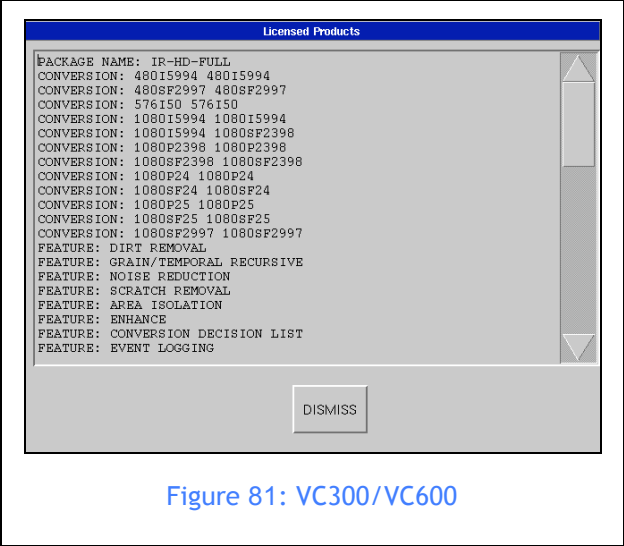 Licensed Products
PACKAGE NAME: IR-HD-FULL
CONVERSION: 480I5994 480I5994
CONVERSION: 480SF2997 480SF2997
CONVERSION: 576I50 576I50
CONVERSION: 1080I5994 1080I5994
CONVERSION: 1080I5994 1080SF2398
CONVERSION: 1080P2398 1080P2398
CONVERSION: 1080SF2398 1080SF2398
CONVERSION: 1080P24 1080P24
CONVERSION: 1080SF24 1080SF24
CONVERSION: 1080P25 1080P25
CONVERSION: 1080SF25 1080SF25
CONVERSION: 1080SF2997 1080SF2997
FEATURE: DIRT REMOVAL
FEATURE: GRAIN/TEMPORAL RECURSIVE
FEATURE: NOISE REDUCTION
FEATURE: SCRATCH REMOVAL
FEATURE: AREA ISOLATION
FEATURE: ENHANCE
FEATURE: CONVERSION DECISION LIST
FEATURE: EVENT LOGGING
DISMISS
Figure 81: VC300/VC600